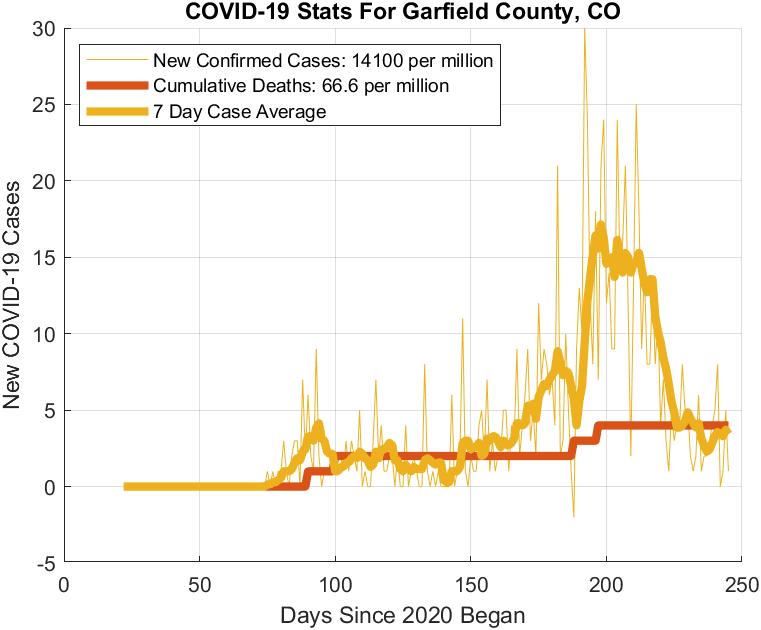 COVID-19 Stats For Garfield County, CO
New Confirmed Cases: 14100 per million
Cumulative Deaths: 66.6 per million
7 Day Case Average
New COVID-19 Cases
30
25
20
15
10
5
0
-5
0 50 100 150 200 250
Days Since 2020 Began